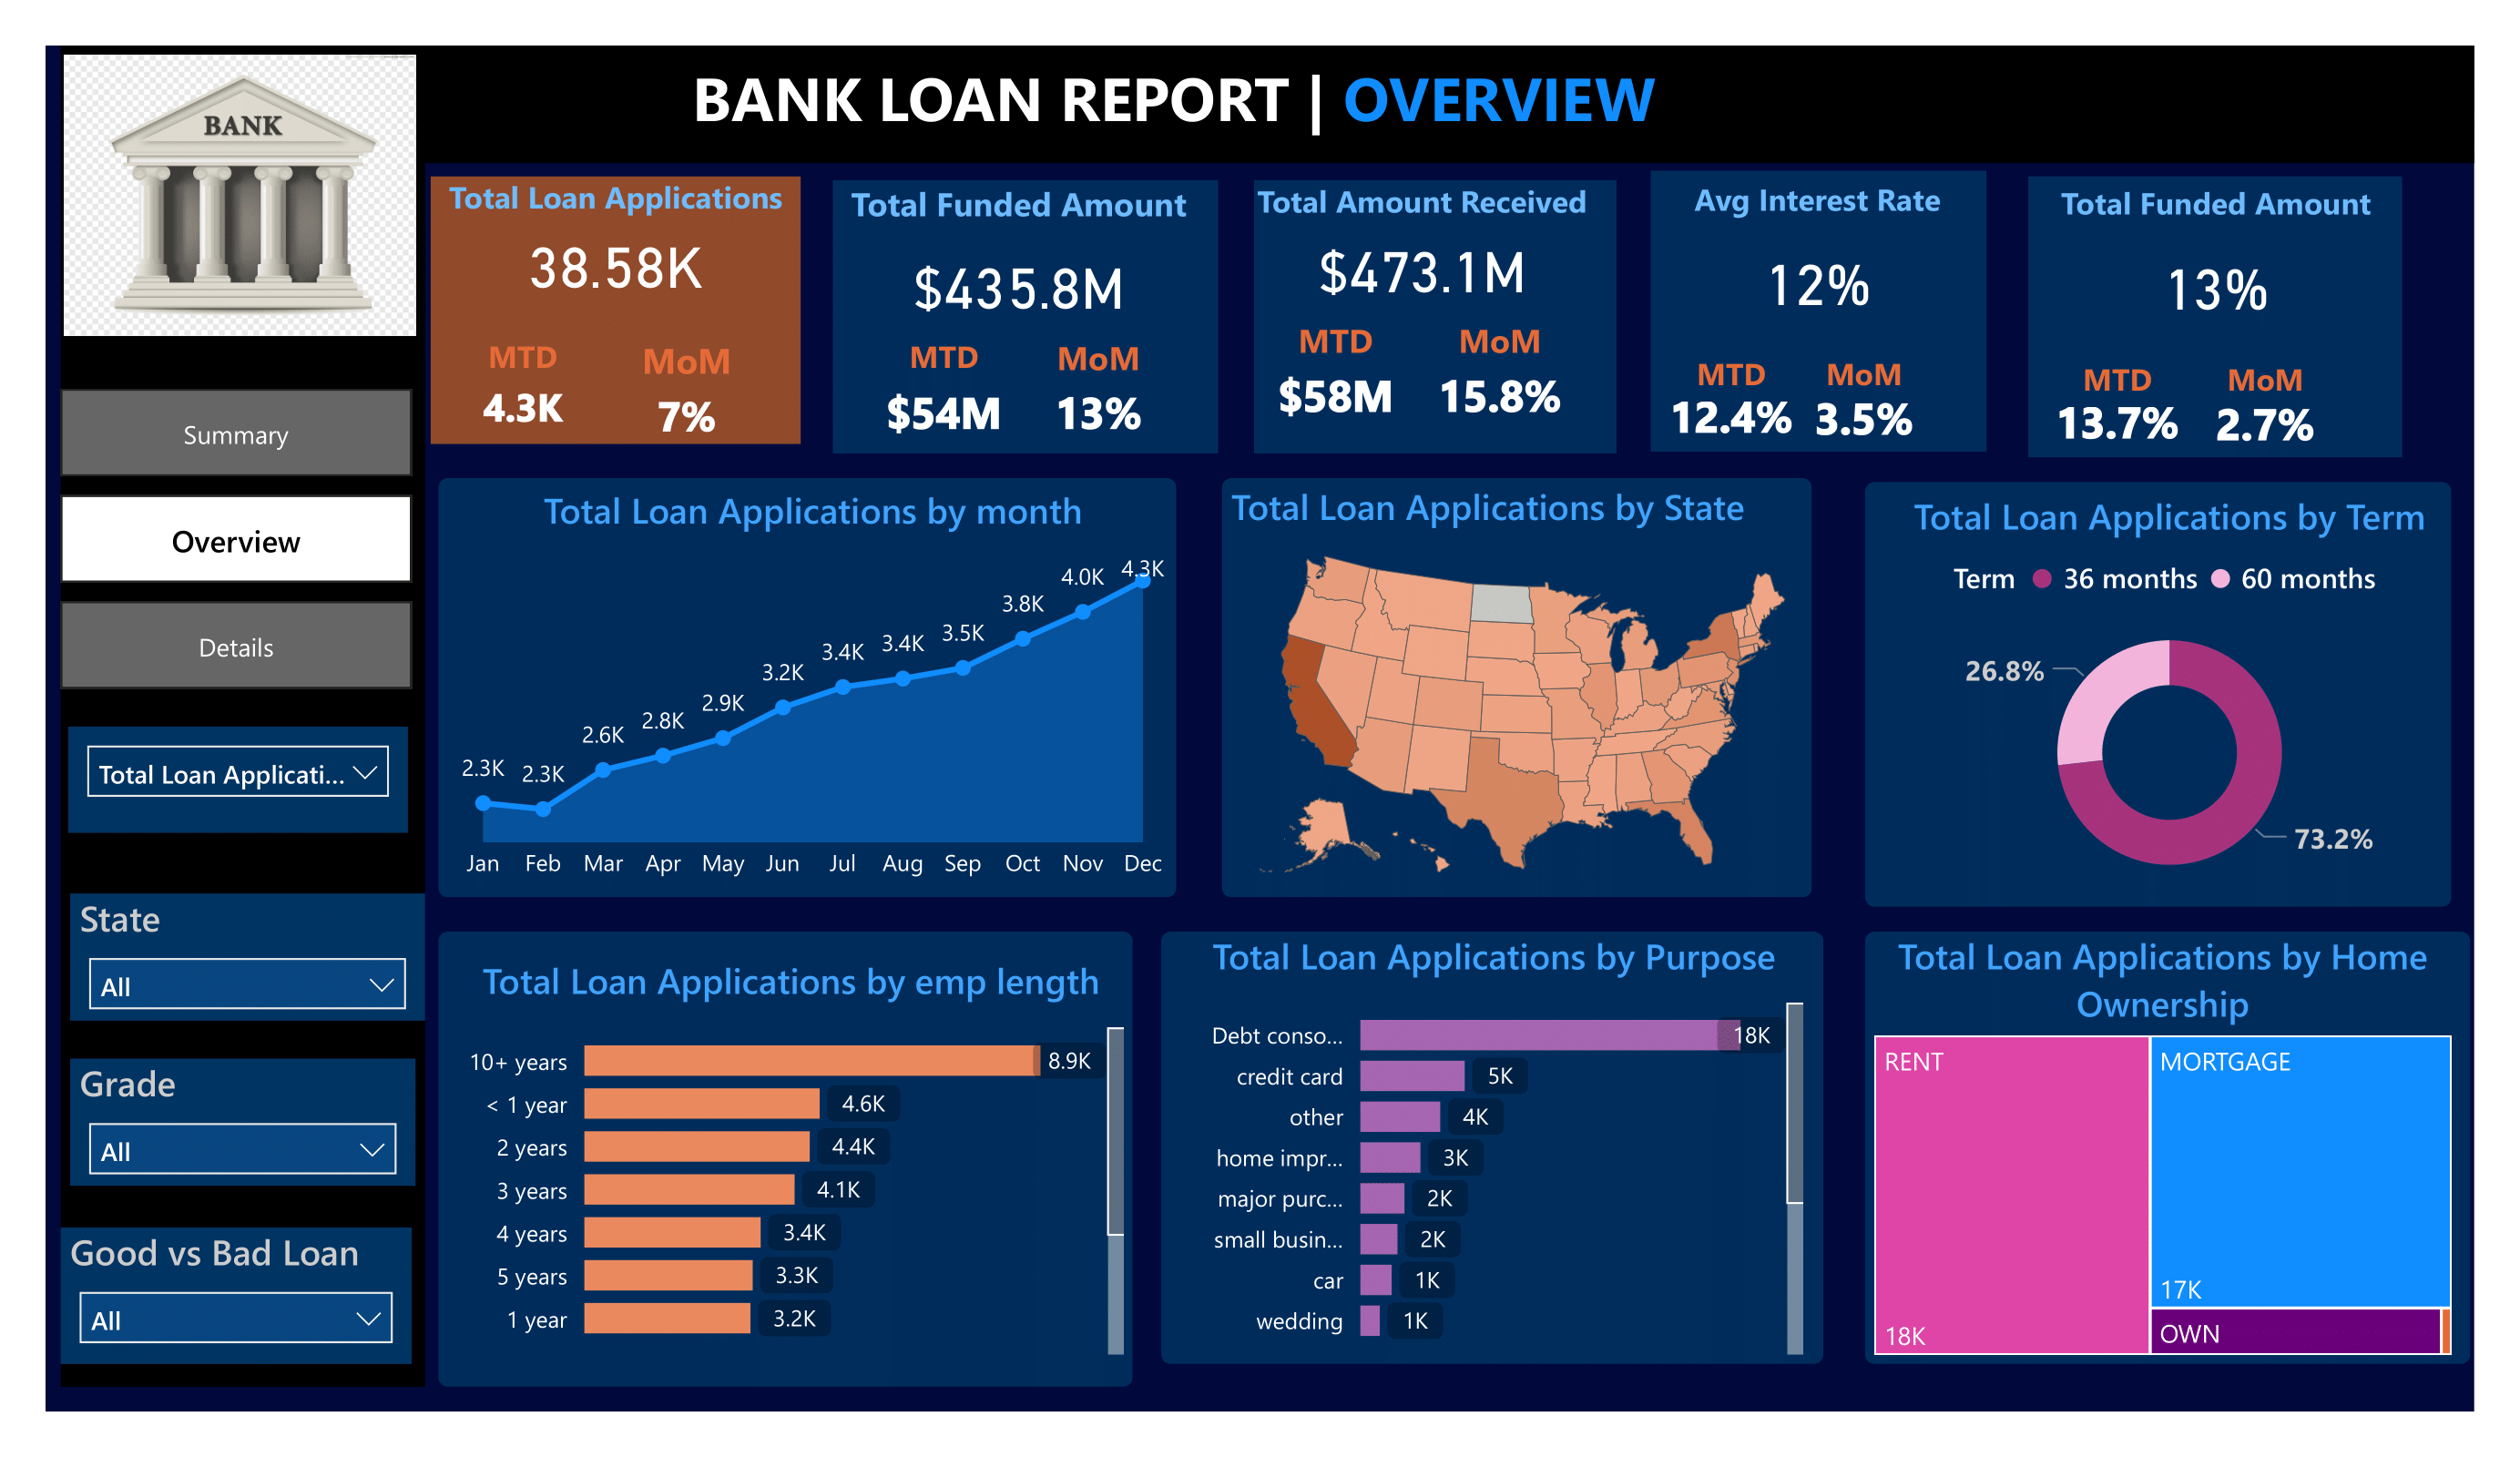 BANK
BANK LOAN REPORT | OVERVIEW
Total Loan Applications
38.58K
MTD
MoM
4.3K
7%
Total Funded Amount
$435.8M
MTD
MoM
$54M
13%
Total Amount Received
$473.1M
MTD
MoM
$58M
15.8%
Avg Interest Rate
12%
MTD
MoM
12.4%
3.5%
Total Funded Amount
13%
MTD
MoM
13.7%
2.7%
Summary
Overview
Details
Total Loan Applicati...
State
All
Grade
All
Good vs Bad Loan
All
Total Loan Applications by month
2.3K
2.3K
2.6K
2.8K
2.9K
3.2K
3.4K
3.4K
3.5K
3.8K
4.0K
4.3K
Jan Feb Mar Apr May Jun Jul Aug Sep Oct Nov Dec
Total Loan Applications by State
Total Loan Applications by Term
Term 36 months 60 months
26.8%
73.2%
Total Loan Applications by emp length
10+ years 8.9K
< 1 year 4.6K
2 years 4.4K
3 years 4.1K
4 years 3.4K
5 years 3.3K
1 year 3.2K
Total Loan Applications by Purpose
Debt conso... 18K
credit card 5K
other 4K
home impr... 3K
major purc... 2K
small busin... 2K
car 1K
wedding 1K
Total Loan Applications by Home
Ownership
RENT
18K
MORTGAGE
17K
OWN